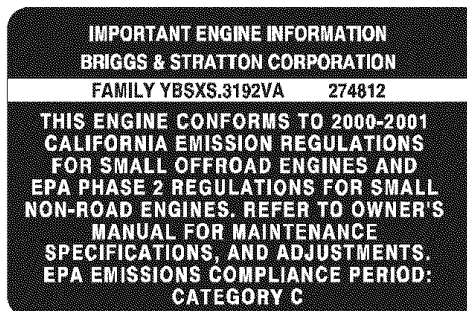 IMPORTANT ENGINE INFORMATION
BRIGGS & STRATTON CORPORATION
FAMILY YBSXS.3192VA 274812
THIS ENGINE CONFORMS TO 2000-2001
CALIFORNIA EMISSION REGULATIONS
FOR SMALL OFFROAD ENGINES AND
EPA PHASE 2 REGULATIONS FOR SMALL
NON-ROAD ENGINES. REFER TO OWNER'S
MANUAL FOR MAINTENANCE
SPECIFICATIONS, AND ADJUSTMENTS.
EPA EMISSIONS COMPLIANCE PERIOD:
CATEGORY C